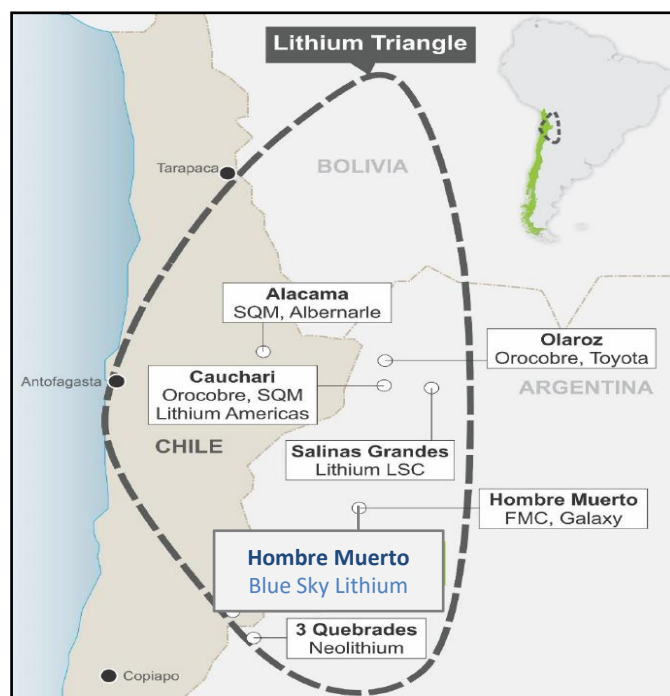 Lithium Triangle
Tarapaca
BOLIVIA
Alacama
SQM, Albernarle
Olaroz
Orocobre, Toyota
Antofagasta
Cauchari
Orocobre, SQM
Lithium Americas
ARGENTINA
CHILE
Salinas Grandes
Lithium LSC
Hombre Muerto
FMC, Galaxy
Hombre Muerto
Blue Sky Lithium
3 Quebrades
Neolithium
Copiapo